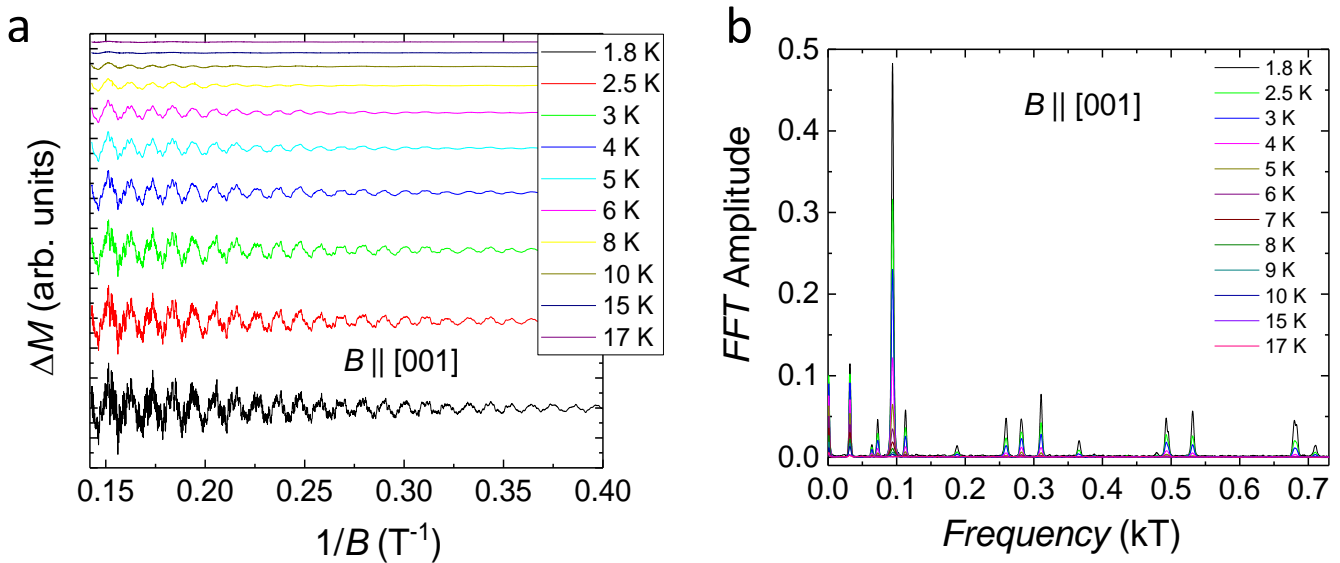 a
ΔM (arb. units)
1.8 K
2.5 K
3 K
4 K
5 K
6 K
8 K
10 K
15 K
17 K
B || [001]
0.15 0.20 0.25 0.30 0.35 0.40
1/B (T⁻¹)
b
FFT Amplitude
0.5
0.4
0.3
0.2
0.1
0.0
B || [001]
1.8 K
2.5 K
3 K
4 K
5 K
6 K
7 K
8 K
9 K
10 K
15 K
17 K
0.0 0.1 0.2 0.3 0.4 0.5 0.6 0.7
Frequency (kT)